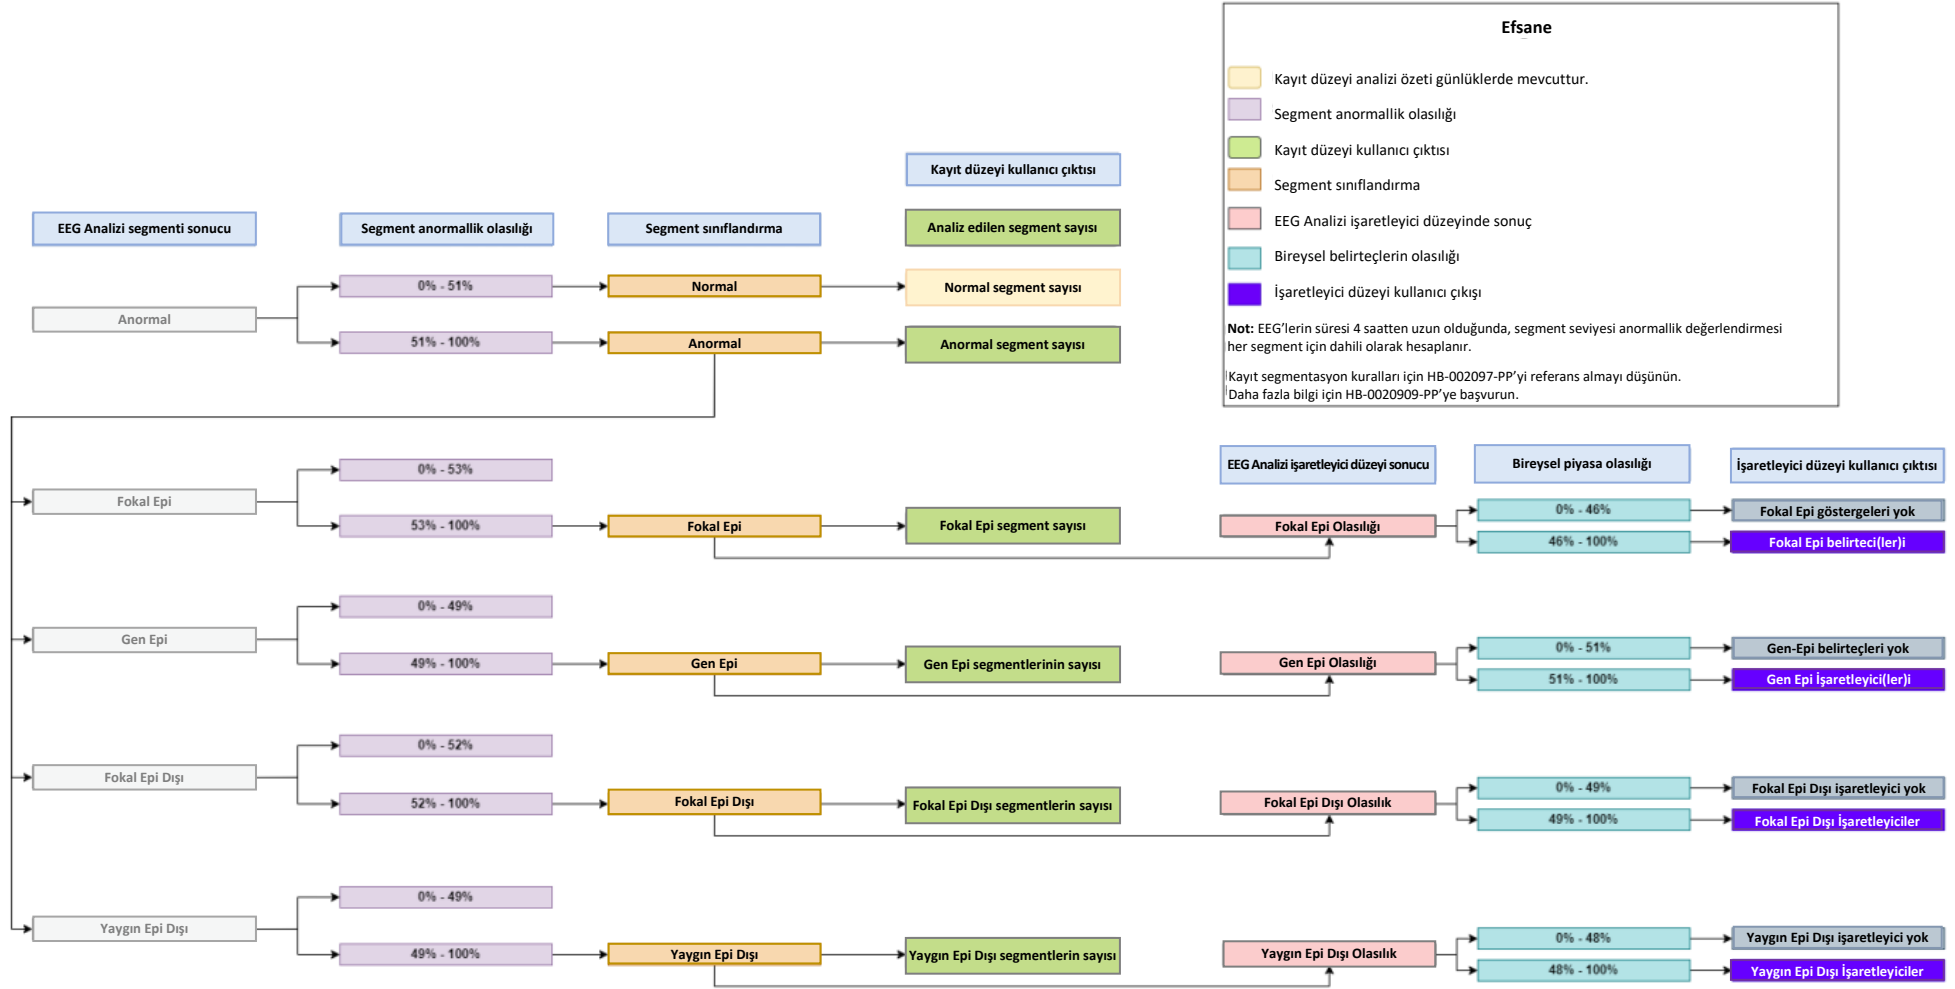 Efsane
Kayıt düzeyi analizi özeti günlüklerde mevcuttur.
Segment anormallik olasılığı
Kayıt düzeyi kullanıcı çıktısı
Segment sınıflandırma
EEG Analizi işaretleyici düzeyinde sonuç
Bireysel belirteçlerin olasılığı
İşaretleyici düzeyi kullanıcı çıkışı
Not: EEG'lerin süresi 4 saatten uzun olduğunda, segment seviyesi anormallik değerlendirmesi
her segment için dahili olarak hesaplanır.
Kayıt segmentasyon kuralları için HB-002097-PP'yi referans almayı düşünün.
Daha fazla bilgi için HB-0020909-PP'ye başvurun.
Kayıt düzeyi kullanıcı çıktısı
EEG Analizi segmenti sonucu
Segment anormallik olasılığı
Segment sınıflandırma
Analiz edilen segment sayısı
Anormal
0% - 51%
Normal
Normal segment sayısı
51% - 100%
Anormal
Anormal segment sayısı
EEG Analizi işaretleyici düzeyi sonucu
Bireysel piyasa olasılığı
İşaretleyici düzeyi kullanıcı çıktısı
Fokal Epi
0% - 53%
53% - 100%
Fokal Epi
Fokal Epi segment sayısı
Fokal Epi Olasılığı
0% - 46%
Fokal Epi göstergeleri yok
46% - 100%
Fokal Epi belirteci(ler)i
Gen Epi
0% - 49%
49% - 100%
Gen Epi
Gen Epi segmentlerinin sayısı
Gen Epi Olasılığı
0% - 51%
Gen-Epi belirteçleri yok
51% - 100%
Gen Epi İşaretleyici(ler)i
Fokal Epi Dışı
0% - 52%
52% - 100%
Fokal Epi Dışı
Fokal Epi Dışı segmentlerin sayısı
Fokal Epi Dışı Olasılık
0% - 49%
Fokal Epi Dışı işaretleyici yok
49% - 100%
Fokal Epi Dışı İşaretleyiciler
Yaygın Epi Dışı
0% - 49%
49% - 100%
Yaygın Epi Dışı
Yaygın Epi Dışı segmentlerin sayısı
Yaygın Epi Dışı Olasılık
0% - 48%
Yaygın Epi Dışı işaretleyici yok
48% - 100%
Yaygın Epi Dışı İşaretleyiciler